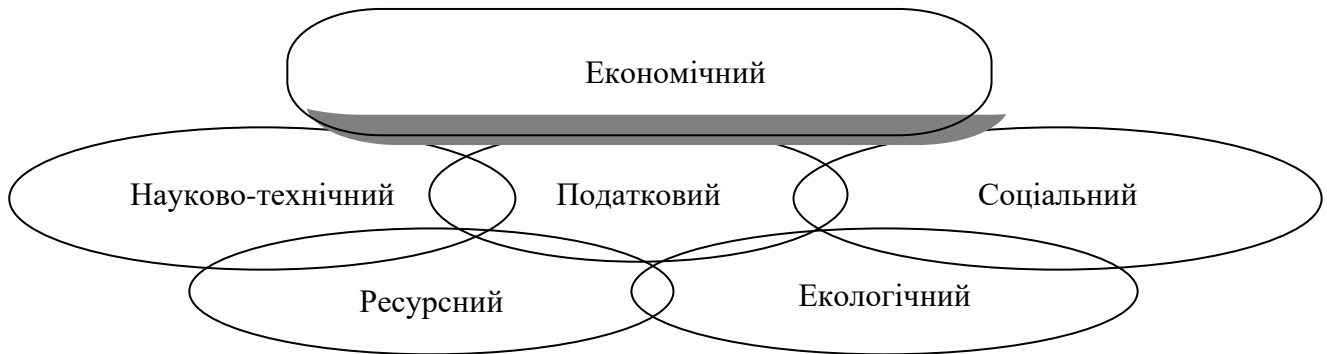 Економічний
Науково-технічний
Податковий
Соціальний
Ресурсний
Екологічний